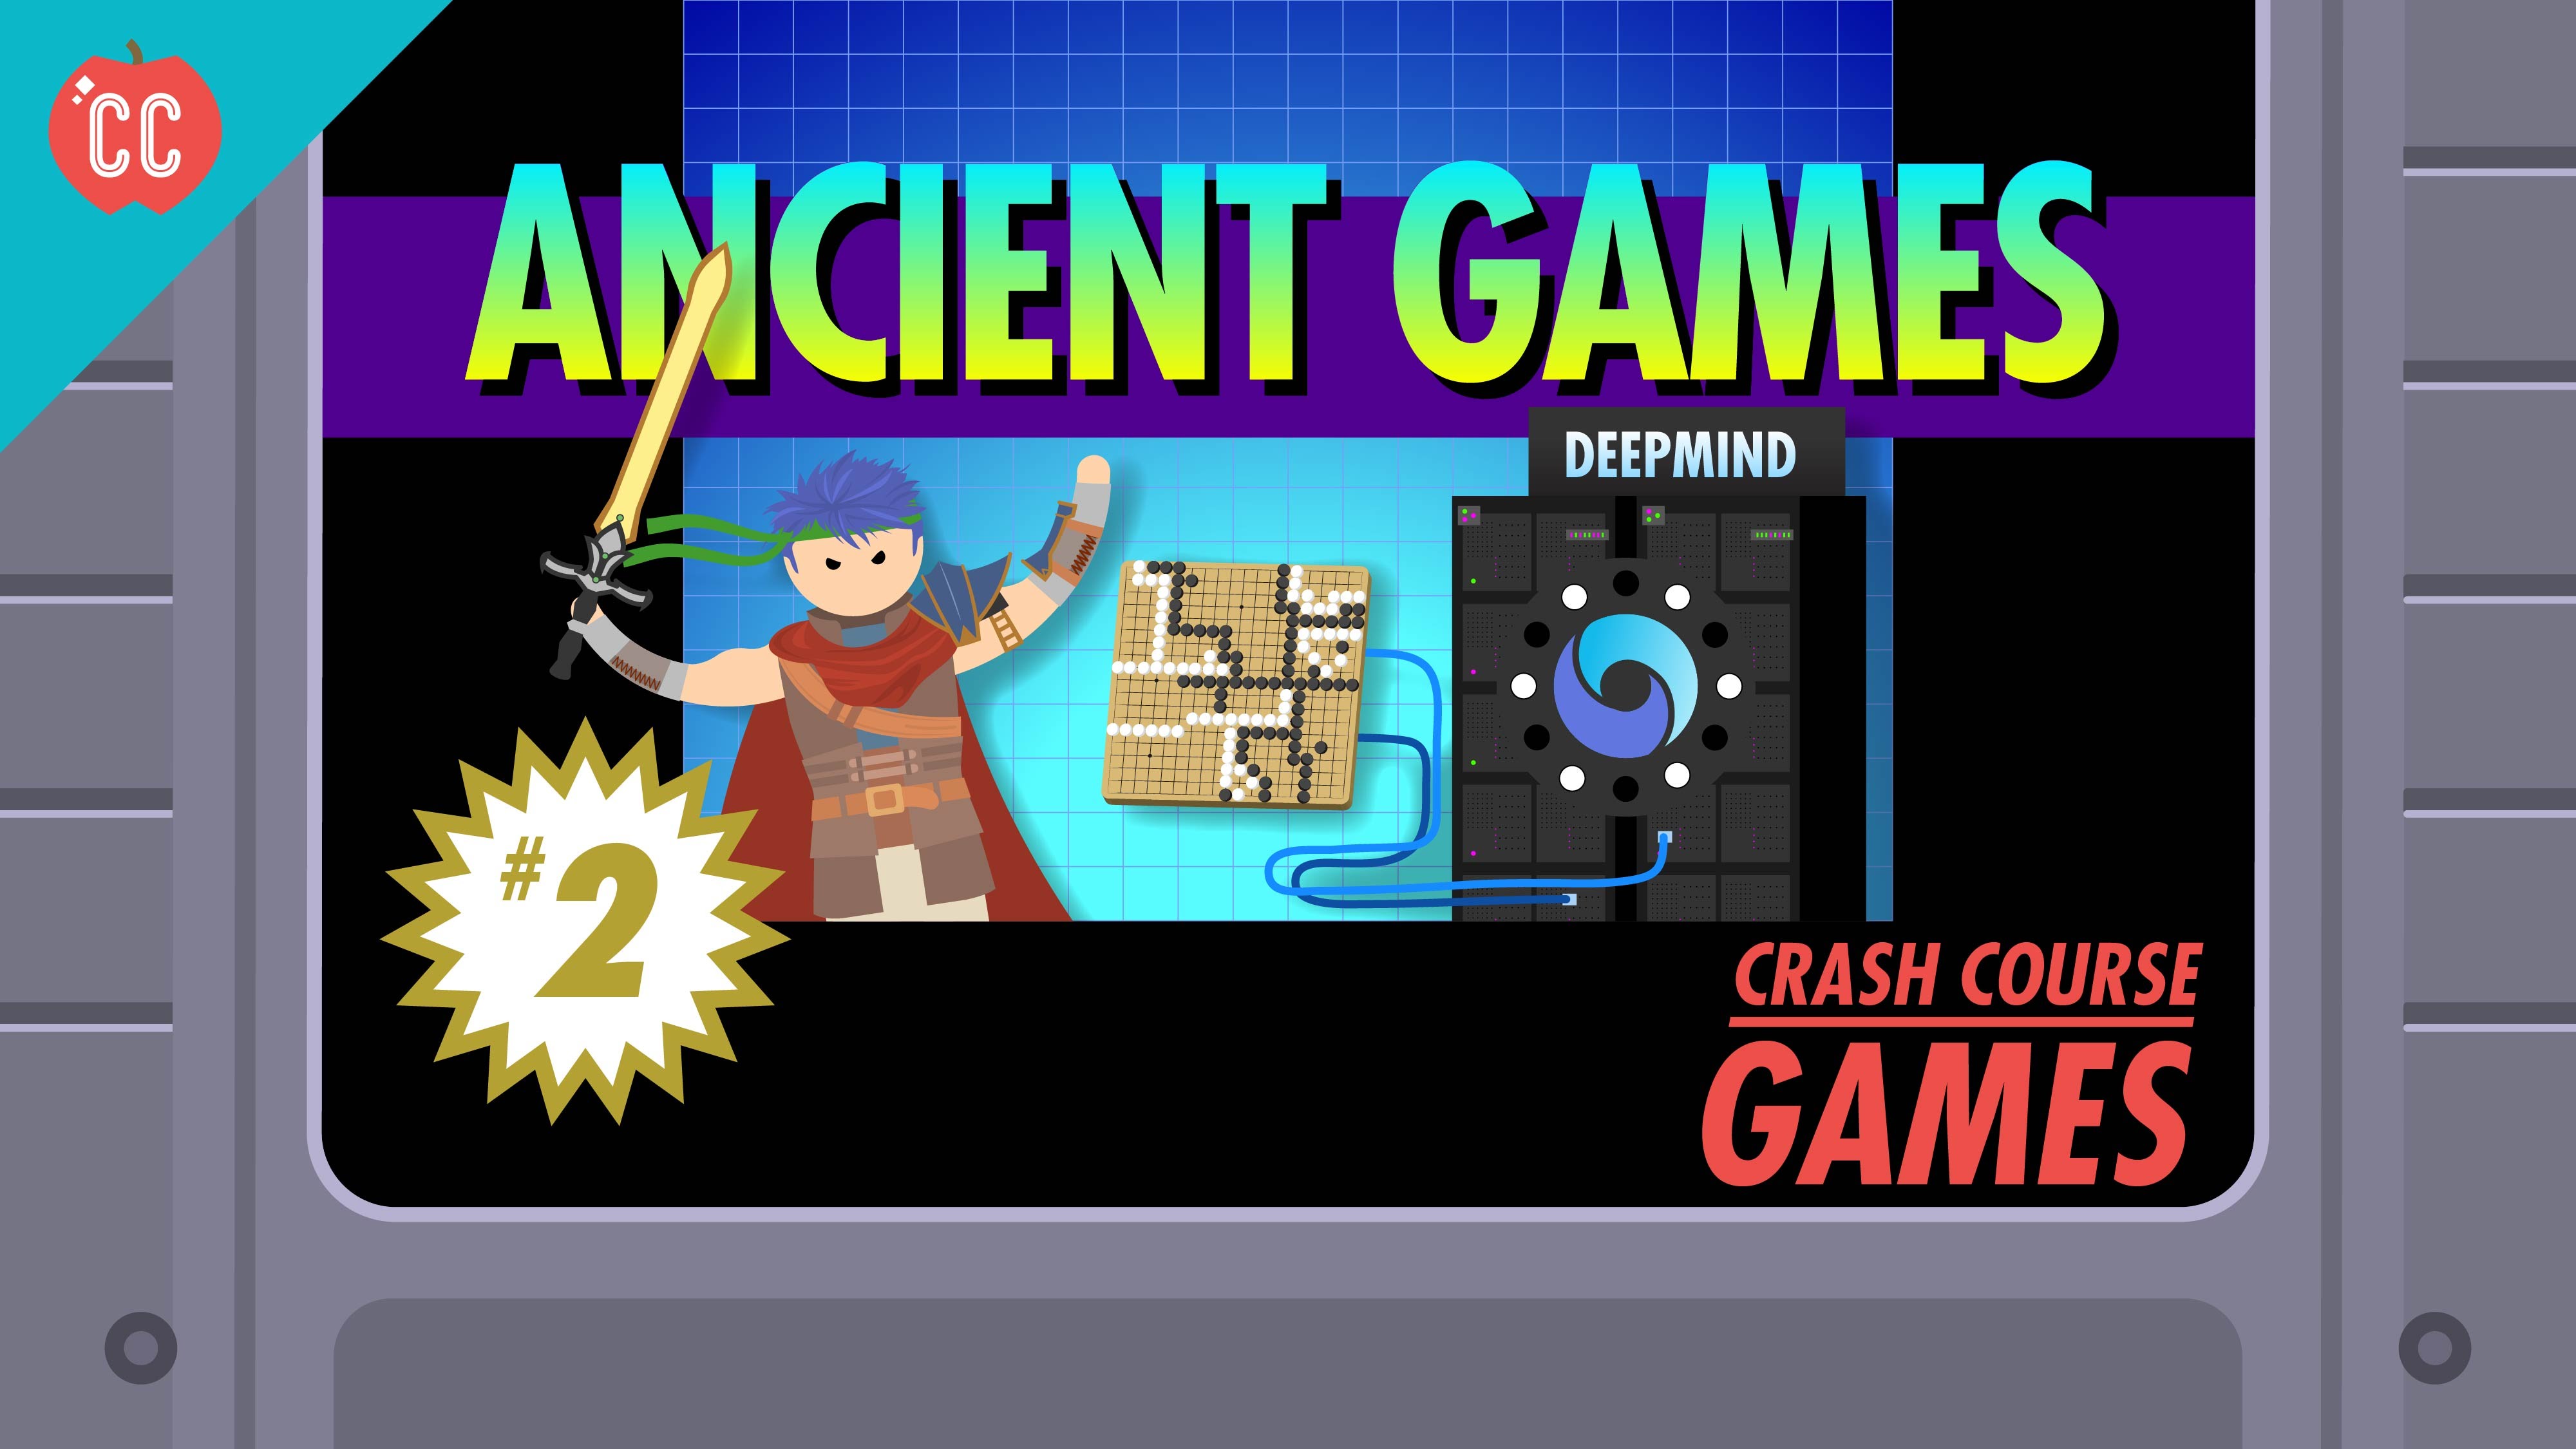 CC
ANCIENT GAMES
DEEPMIND
#2
CRASH COURSE
GAMES